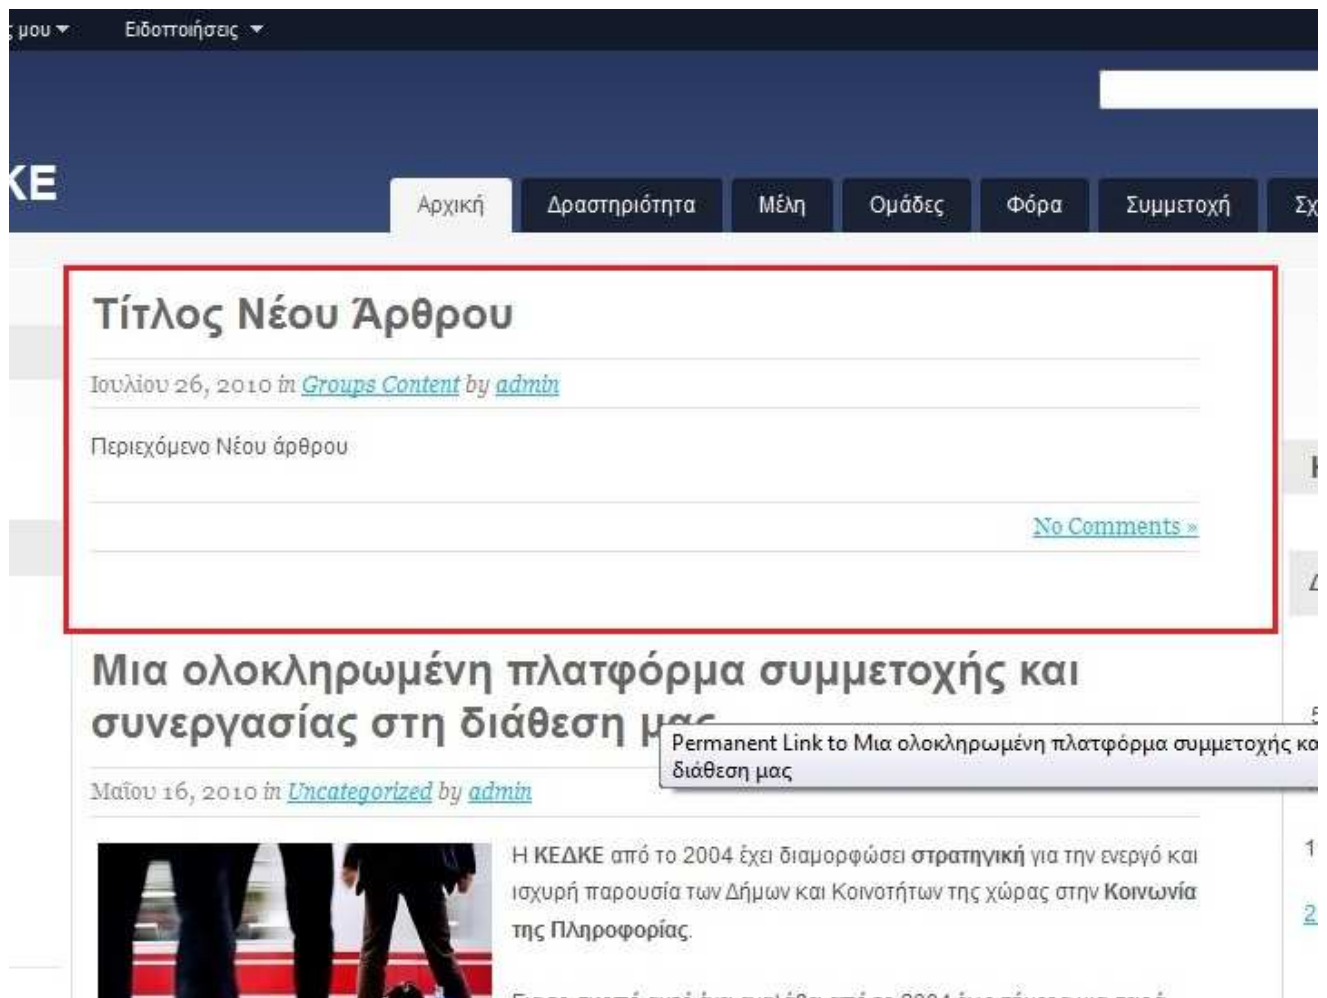 μου
Ειδοποιήσεις
ΚΕ
Αρχική Δραστηριότητα Μέλη Ομάδες Φόρα Συμμετοχή
Τίτλος Νέου Άρθρου
Ιουλίου 26, 2010 in Groups Content by admin
Περιεχόμενο Νέου άρθρου
No Comments »
Μια ολοκληρωμένη πλατφόρμα συμμετοχής και
συνεργασίας στη διάθεση μας
Permanent Link to Μια ολοκληρωμένη πλατφόρμα συμμετοχής
διάθεση μας
Μαΐου 16, 2010 in Uncategorized by admin
Η ΚΕΔΚΕ από το 2004 έχει διαμορφώσει στρατηγική για την ενεργό και
ισχυρή παρουσία των Δήμων και Κοινοτήτων της χώρας στην Κοινωνία
της Πληροφορίας.